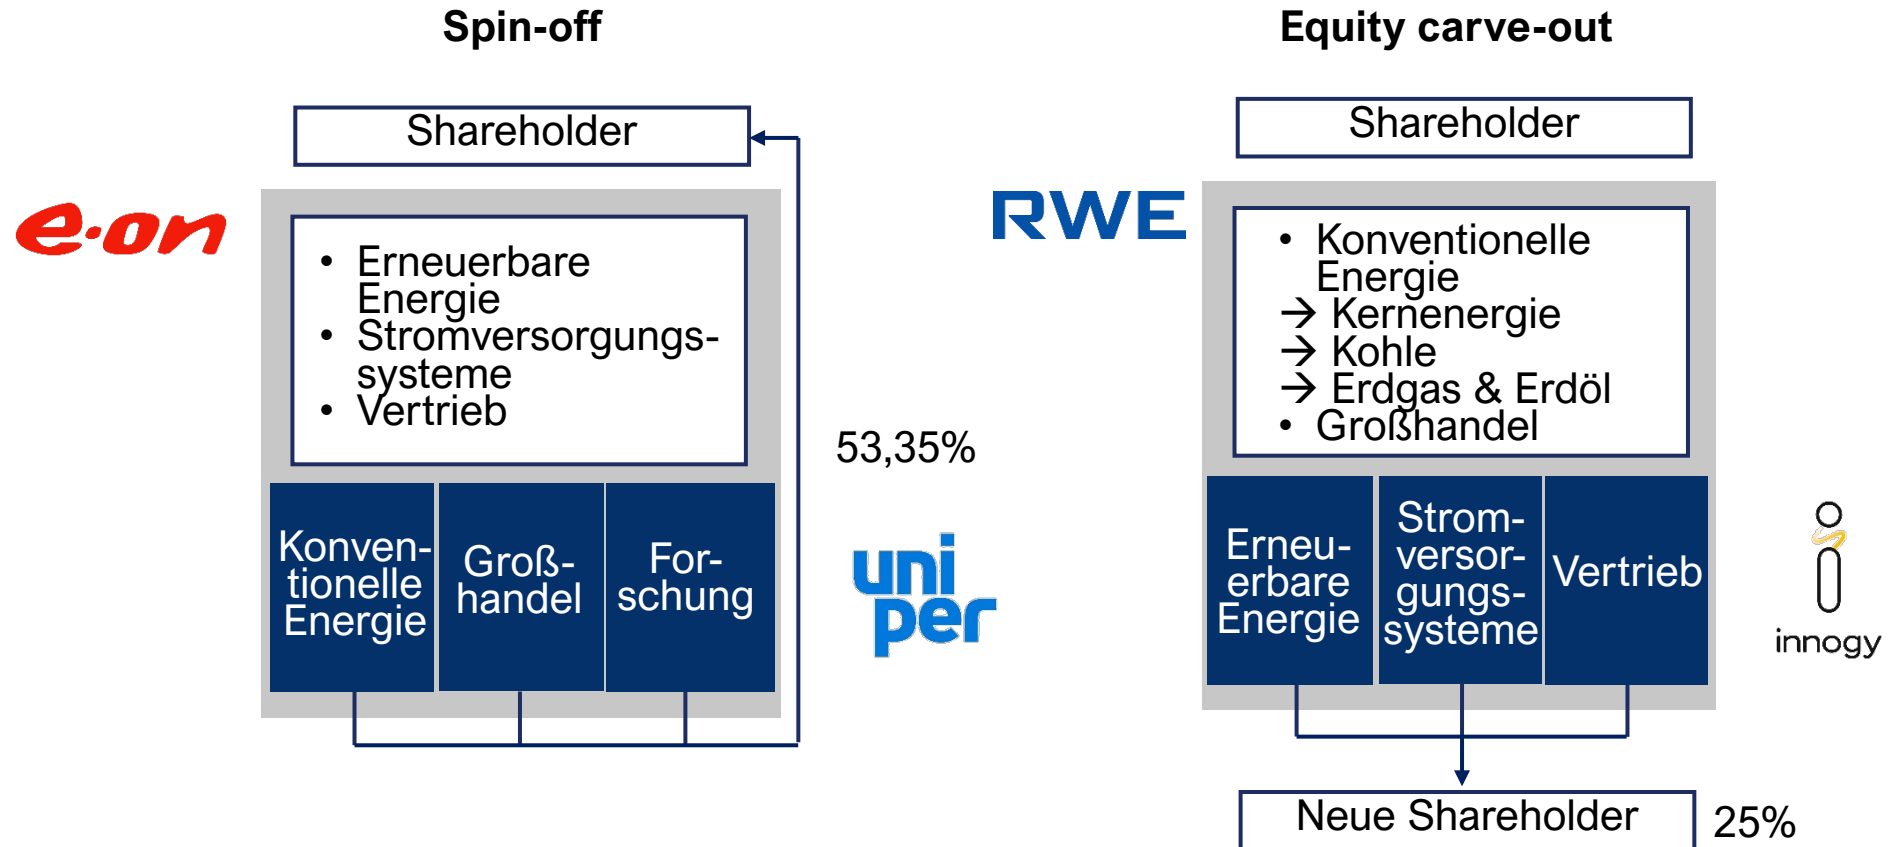 Spin-off
Shareholder
e·on
• Erneuerbare
Energie
• Stromversorgungs-
systeme
• Vertrieb
53,35%
Konven-
tionelle
Energie
Groß-
handel
For-
schung
uni
per
Equity carve-out
Shareholder
RWE
• Konventionelle
Energie
→ Kernenergie
→ Kohle
→ Erdgas & Erdöl
• Großhandel
Erneu-
erbare
Energie
Strom-
versor-
gungs-
systeme
Vertrieb
innogy
Neue Shareholder
25%